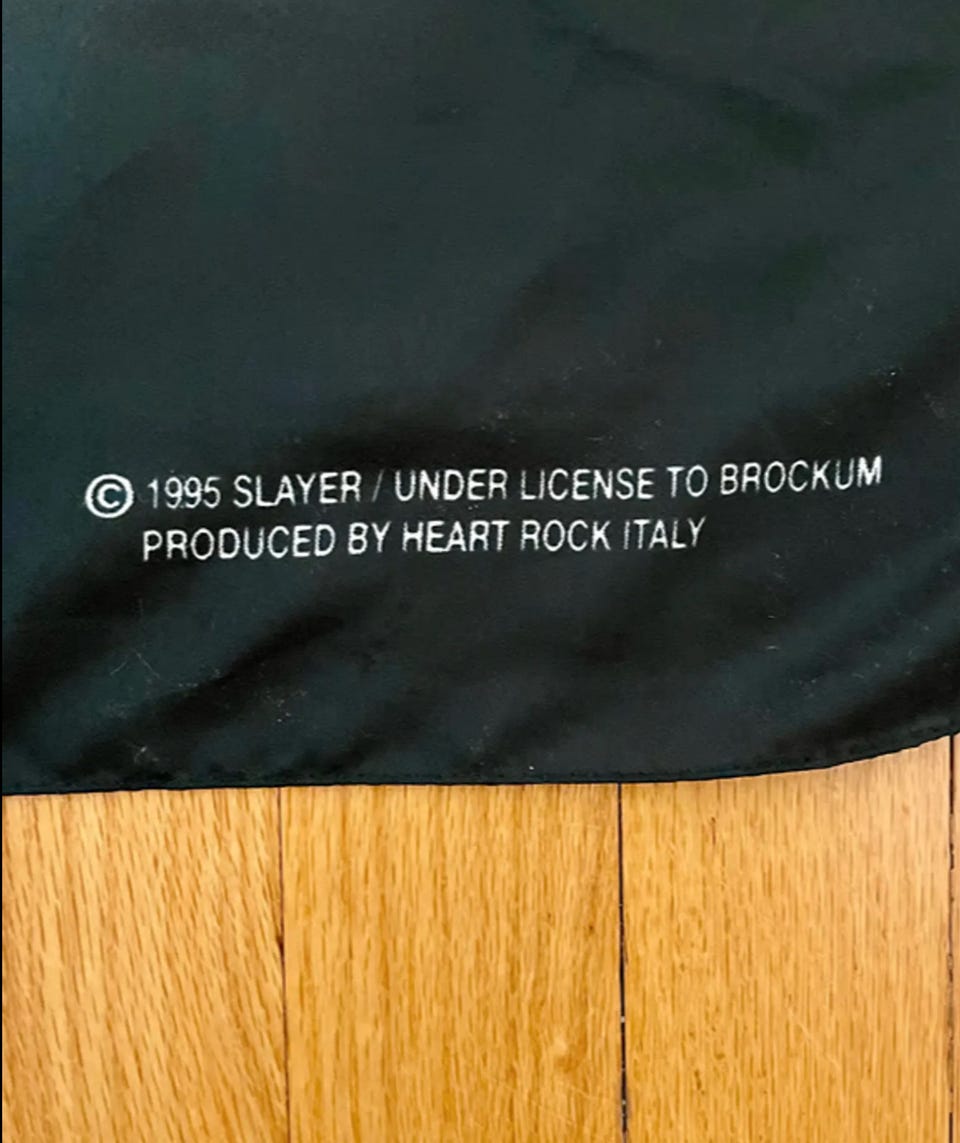 © 1995 SLAYER / UNDER LICENSE TO BROCKUM
PRODUCED BY HEART ROCK ITALY